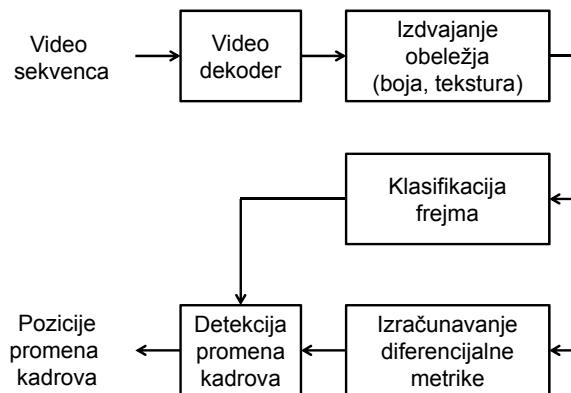 Video
sekvenca
Video
dekoder
Izdvajanje
obeležja
(boja, tekstura)
Klasifikacija
frejma
Pozicije
promena
kadrova
Detekcija
promena
kadrova
Izračunavanje
diferencijalne
metrike